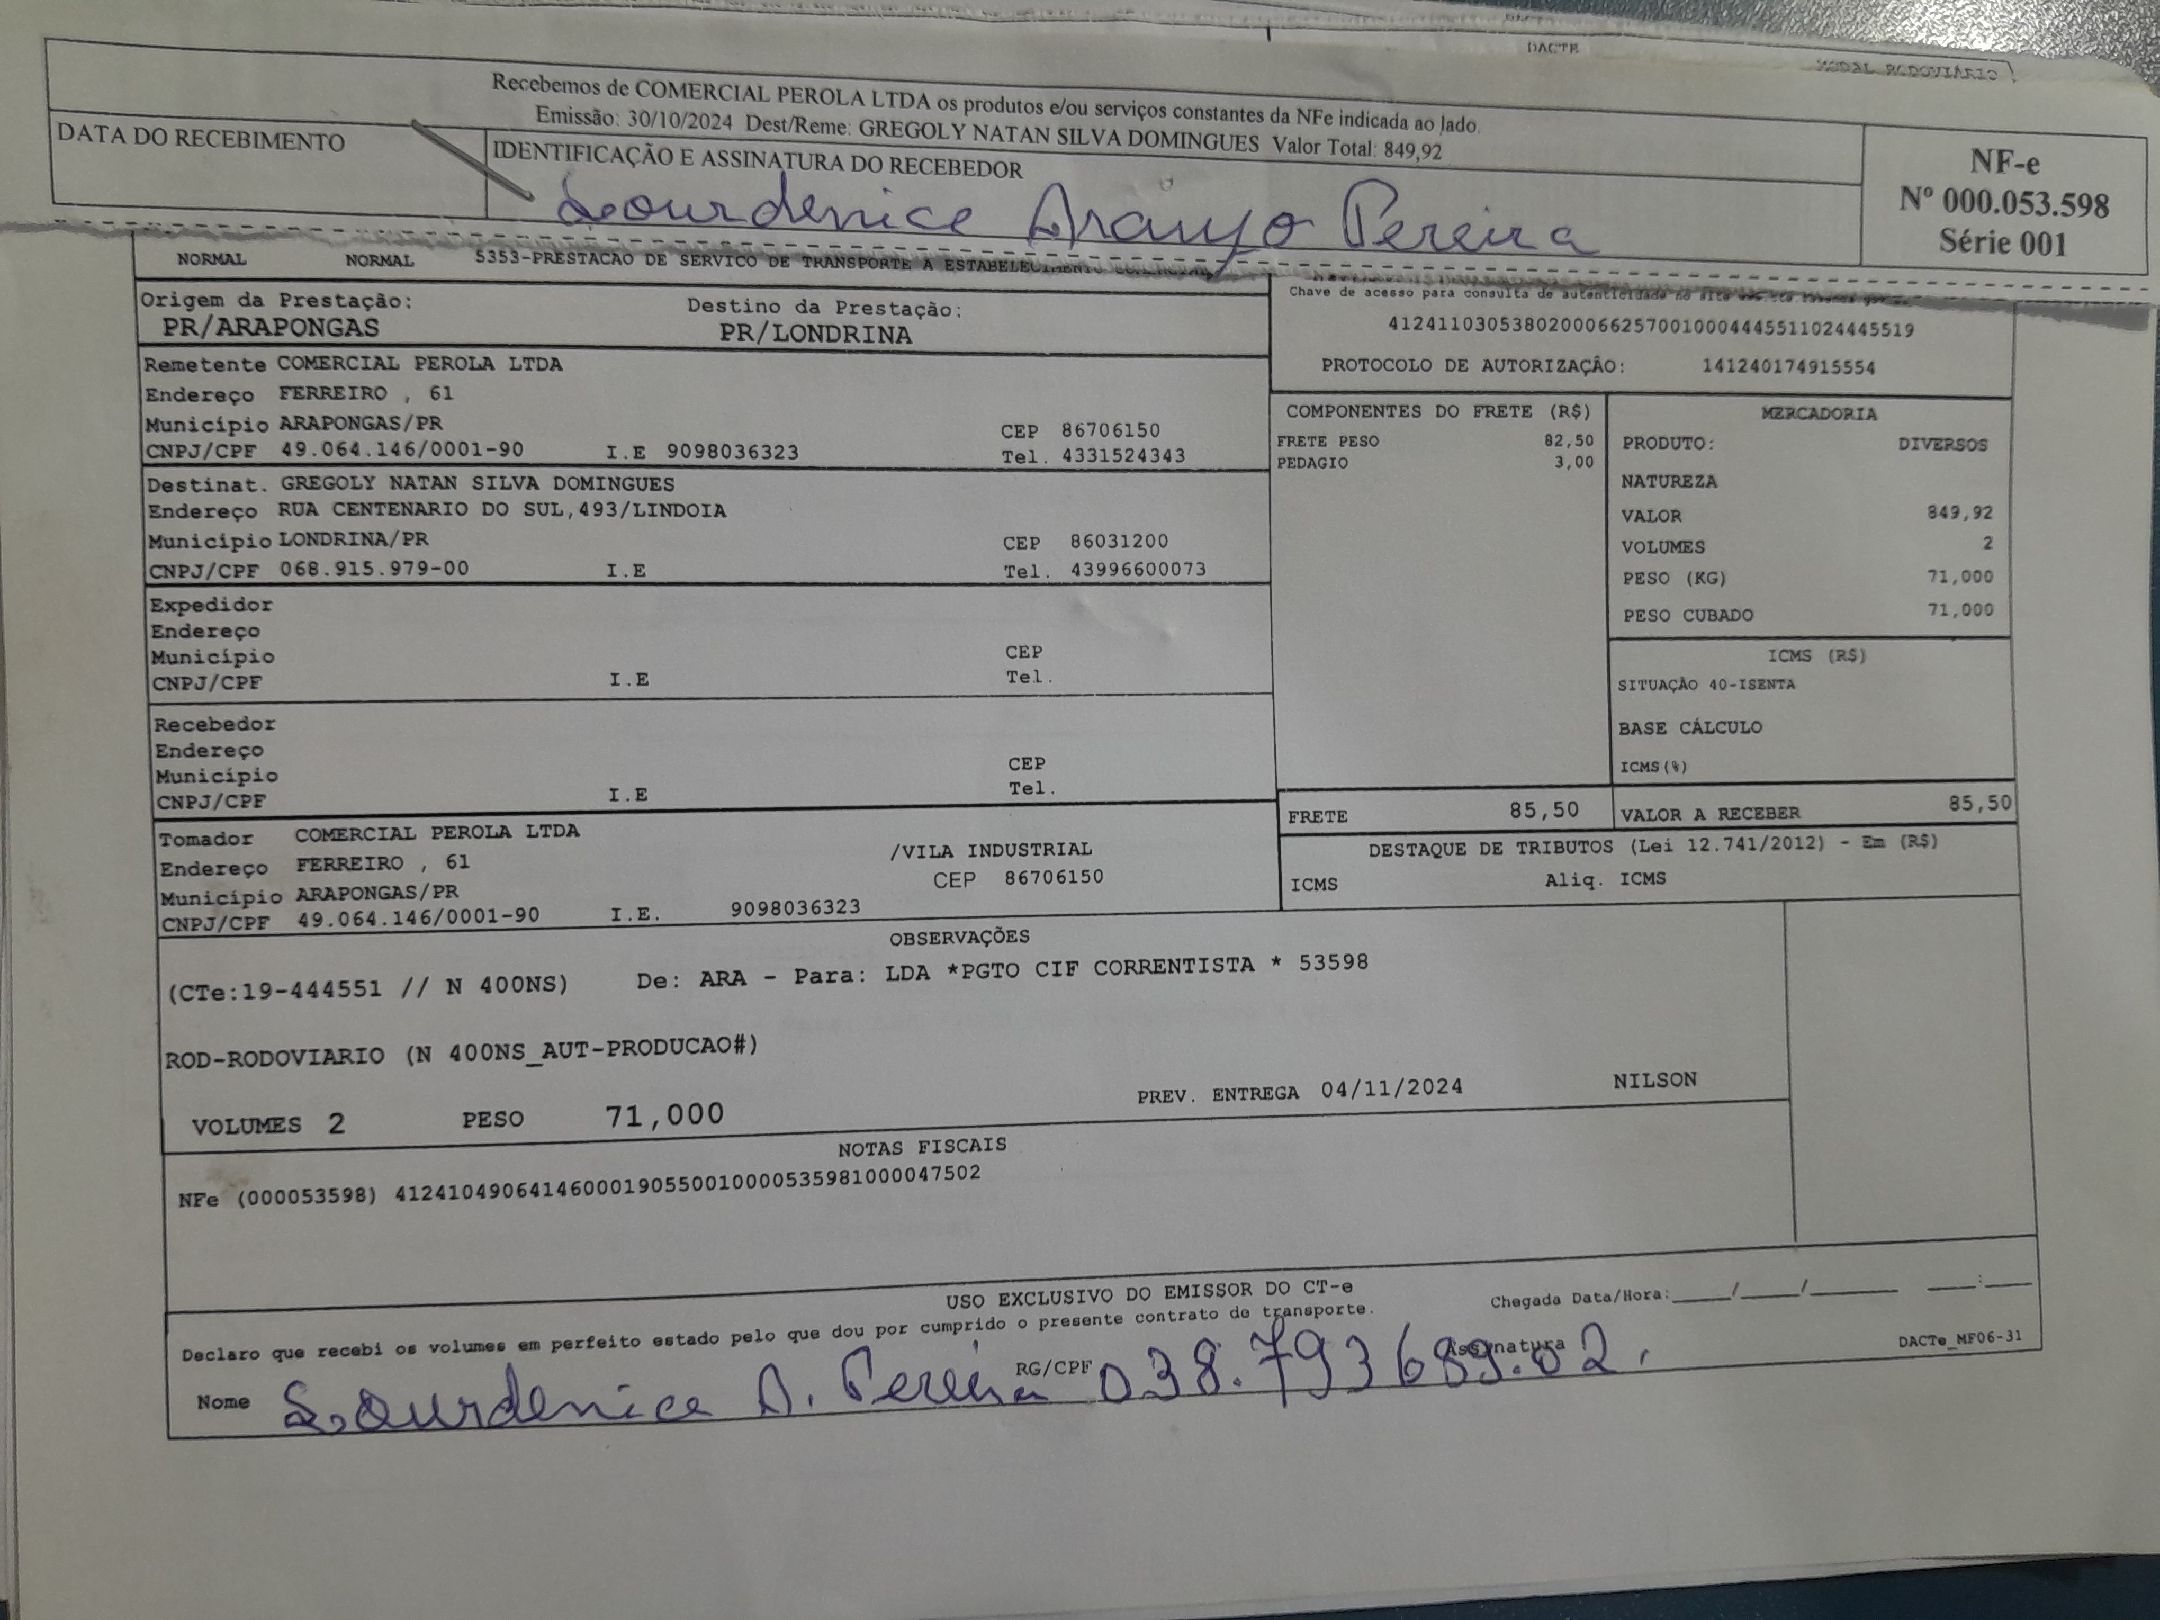 DACTE
MODAL RODOVIÁRIO
Recebemos de COMERCIAL PEROLA LTDA os produtos e/ou serviços constantes da NFe indicada ao lado.
Emissão: 30/10/2024 Dest/Reme: GREGOLY NATAN SILVA DOMINGUES Valor Total: 849,92
DATA DO RECEBIMENTO
IDENTIFICAÇÃO E ASSINATURA DO RECEBEDOR
Lourdenice Araujo Pereira
NF-e
Nº 000.053.598
Série 001
NORMAL NORMAL 5353-PRESTACAO DE SERVICO DE TRANSPORTE A ESTABELECIMENTO
Origem da Prestação: Destino da Prestação:
PR/ARAPONGAS PR/LONDRINA
Chave de acesso para consulta de autenticidade no site
41241103053802000662570010004445511024445519
PROTOCOLO DE AUTORIZAÇÃO: 141240174915554
Remetente COMERCIAL PEROLA LTDA
Endereço FERREIRO , 61
Município ARAPONGAS/PR CEP 86706150
CNPJ/CPF 49.064.146/0001-90 I.E 9098036323 Tel. 4331524343
Destinat. GREGOLY NATAN SILVA DOMINGUES
Endereço RUA CENTENARIO DO SUL,493/LINDOIA
Município LONDRINA/PR CEP 86031200
CNPJ/CPF 068.915.979-00 I.E Tel. 43996600073
Expedidor
Endereço
Município CEP
CNPJ/CPF I.E Tel.
Recebedor
Endereço
Município CEP
CNPJ/CPF I.E Tel.
Tomador COMERCIAL PEROLA LTDA
Endereço FERREIRO , 61 /VILA INDUSTRIAL
Município ARAPONGAS/PR CEP 86706150
CNPJ/CPF 49.064.146/0001-90 I.E. 9098036323
COMPONENTES DO FRETE (R$)
FRETE PESO 82,50
PEDAGIO 3,00
MERCADORIA
PRODUTO: DIVERSOS
NATUREZA
VALOR 849,92
VOLUMES 2
PESO (KG) 71,000
PESO CUBADO 71,000
ICMS (R$)
SITUAÇÃO 40-ISENTA
BASE CÁLCULO
ICMS(%)
FRETE 85,50 VALOR A RECEBER 85,50
DESTAQUE DE TRIBUTOS (Lei 12.741/2012) - Em (R$)
ICMS Aliq. ICMS
OBSERVAÇÕES
(CTe:19-444551 // N 400NS) De: ARA - Para: LDA *PGTO CIF CORRENTISTA * 53598
ROD-RODOVIARIO (N 400NS_AUT-PRODUCAO#)
VOLUMES 2 PESO 71,000 PREV. ENTREGA 04/11/2024 NILSON
NOTAS FISCAIS
NFe (000053598) 41241049064146000190550010000535981000047502
USO EXCLUSIVO DO EMISSOR DO CT-e
Declaro que recebi os volumes em perfeito estado pelo que dou por cumprido o presente contrato de transporte.
Chegada Data/Hora:____/____/______ ___:___
Nome Lourdenice A. Pereira RG/CPF 038.793689.02. Assinatura DACTe_MF06-31